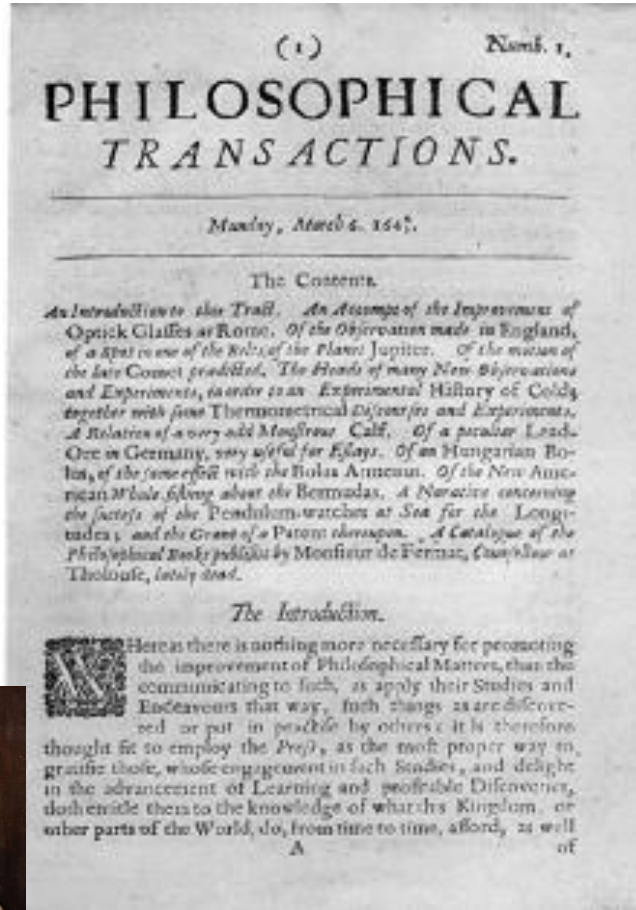 (1) Numb. 1.
PHILOSOPHICAL
TRANSACTIONS.
Munday, March 6.
The Contents.
An Introduction to this Tract. An Accompt of the Improvement of
Optick Glasses at Rome. Of the Observation made in England,
of a Spot in one of the Belts of the Planet Jupiter. Of the motion of
the late Comet prædicted. The Heads of many New Observations
and Experiments, in order to an Experimental History of Cold;
together with some Thermometrical Discourses and Experiments.
A Relation of a very odd Monstrous Calf. Of a peculiar Lead-
Ore in Germany, very useful for Essays. Of an Hungarian Bo-
lus, of the same effect with the Bolus Armenus. Of the New Ame-
rican Whale-fishing about the Bermudas. A Narative concerning
the success of the Pendulum-watches at Sea for the Longi-
tudes; and the Grant of a Patent thereupon. A Catalogue of the
Philosophical Books publisht by Monsieur de Fermat, Counsellour at
Tholouse, lately dead.
The Introduction.
WHereas there is nothing more necessary for promoting
the improvement of Philosophical Matters, than the
communicating to such, as apply their Studies and
Endeavours that way, such things as are discove-
red or put in practise by others; it is therefore
thought fit to employ the Press, as the most proper way to
gratifie those, whose engagement in such Studies, and delight
in the advancement of Learning and profitable Discoveries,
doth entitle them to the knowledge of what this Kingdom, or
other parts of the World, do, from time to time, afford, as well
A of